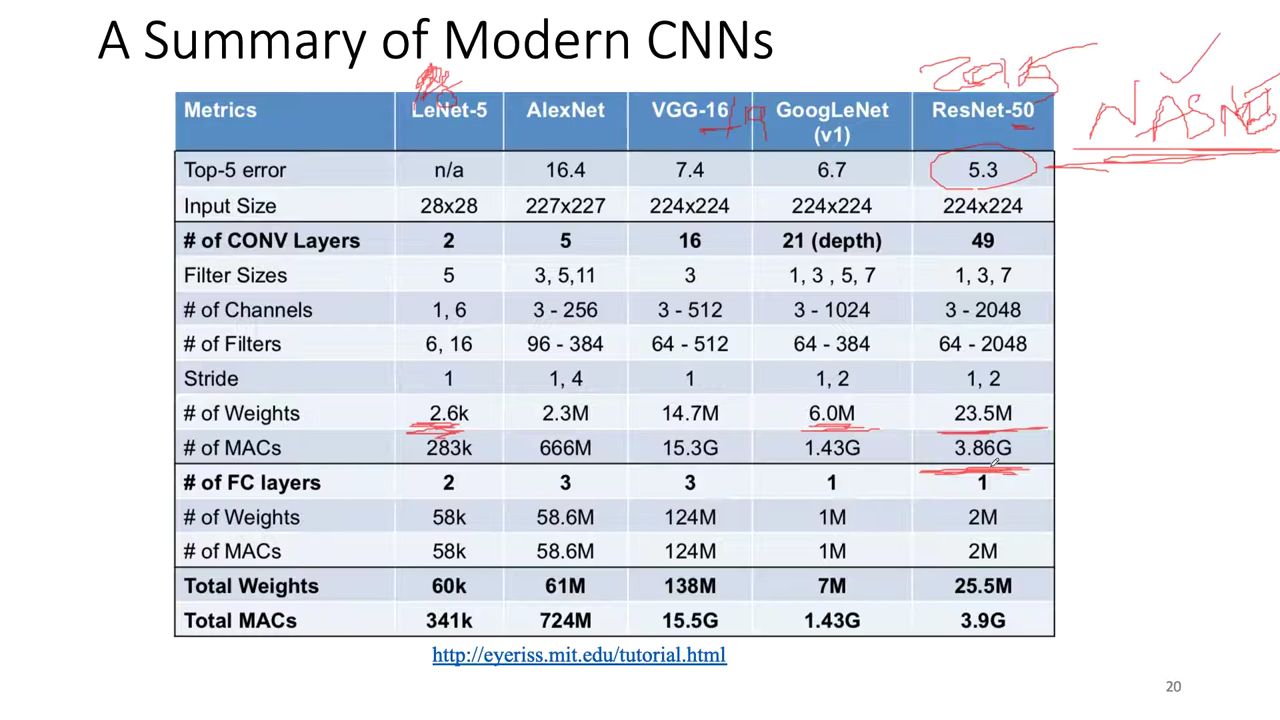 A Summary of Modern CNNs
2015
NASNet
19
Metrics LeNet-5 AlexNet VGG-16 GoogLeNet (v1) ResNet-50
Top-5 error n/a 16.4 7.4 6.7 5.3
Input Size 28x28 227x227 224x224 224x224 224x224
# of CONV Layers 2 5 16 21 (depth) 49
Filter Sizes 5 3, 5,11 3 1, 3 , 5, 7 1, 3, 7
# of Channels 1, 6 3 - 256 3 - 512 3 - 1024 3 - 2048
# of Filters 6, 16 96 - 384 64 - 512 64 - 384 64 - 2048
Stride 1 1, 4 1 1, 2 1, 2
# of Weights 2.6k 2.3M 14.7M 6.0M 23.5M
# of MACs 283k 666M 15.3G 1.43G 3.86G
# of FC layers 2 3 3 1 1
# of Weights 58k 58.6M 124M 1M 2M
# of MACs 58k 58.6M 124M 1M 2M
Total Weights 60k 61M 138M 7M 25.5M
Total MACs 341k 724M 15.5G 1.43G 3.9G
http://eyeriss.mit.edu/tutorial.html
20